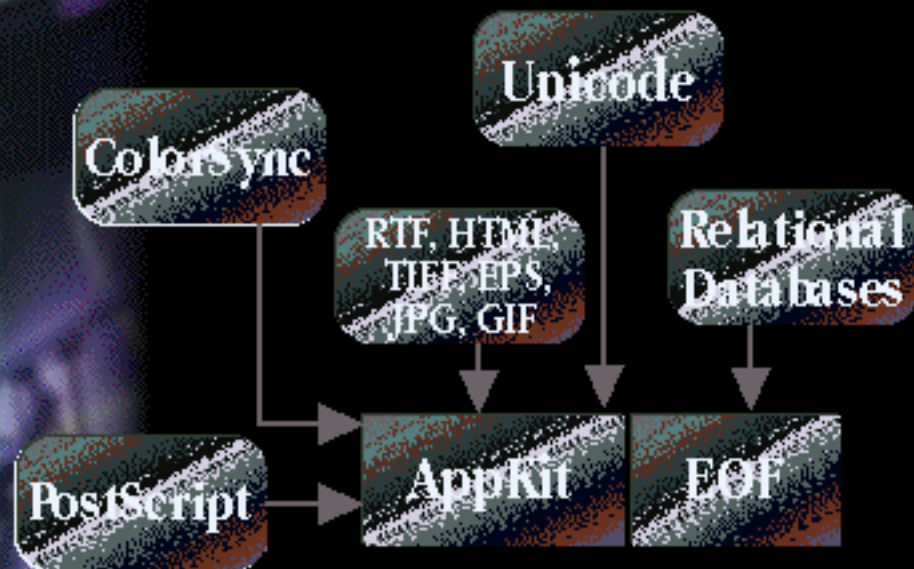 Unicode
ColorSync
RTF, HTML,
TIFF, EPS,
JPG, GIF
Relational
Databases
PostScript
AppKit
EOF